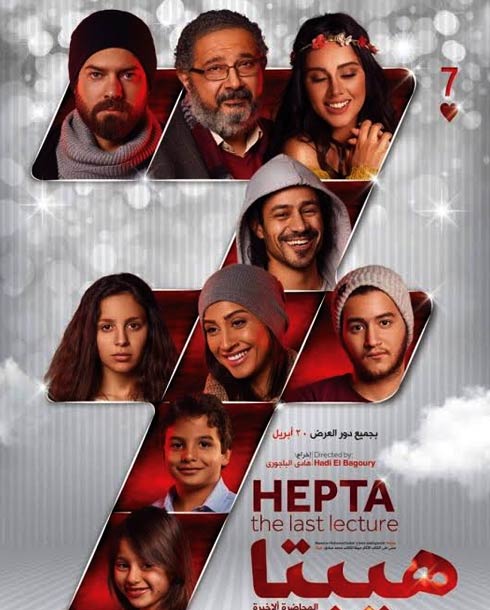 7
بجميع دور العرض ٢٠ أبريل
إخراج: Directed by:
هادي الباجوري Hadi El Bagoury
HEPTA
the last lecture
هيبتا
المحاضرة الأخيرة